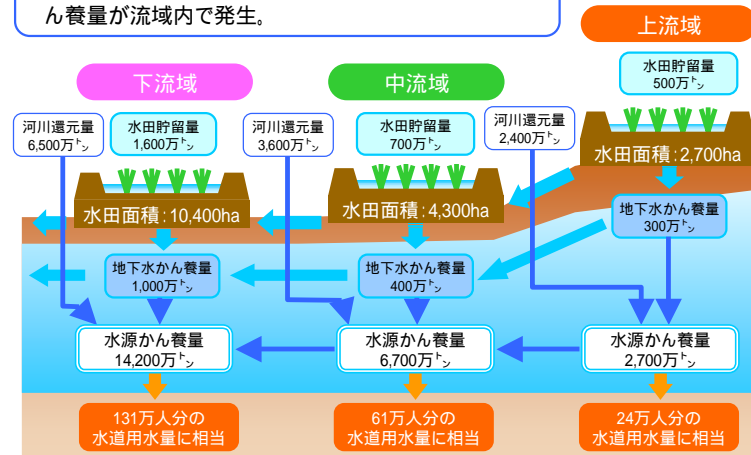 ん養量が流域内で発生。
上流域
下流域
中流域
水田貯留量
500万㌧
河川還元量
6,500万㌧
水田貯留量
1,600万㌧
河川還元量
3,600万㌧
水田貯留量
700万㌧
河川還元量
2,400万㌧
水田面積:2,700ha
水田面積:10,400ha
水田面積:4,300ha
地下水かん養量
300万㌧
地下水かん養量
1,000万㌧
地下水かん養量
400万㌧
水源かん養量
14,200万㌧
水源かん養量
6,700万㌧
水源かん養量
2,700万㌧
131万人分の
水道用水量に相当
61万人分の
水道用水量に相当
24万人分の
水道用水量に相当